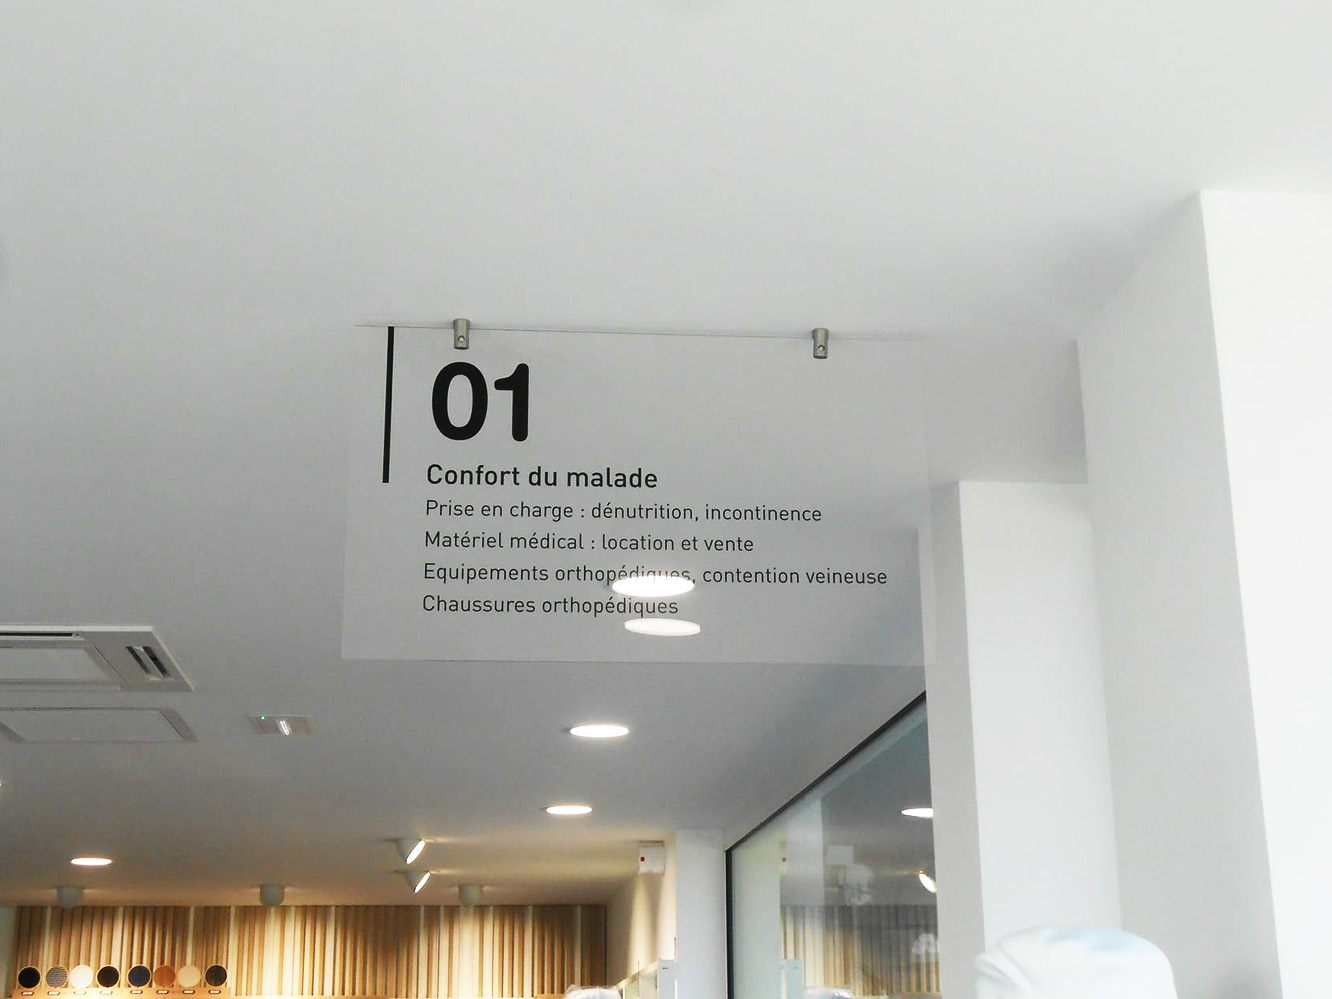 01
Confort du malade
Prise en charge : dénutrition, incontinence
Matériel médical : location et vente
Equipements orthopédiques, contention veineuse
Chaussures orthopédiques